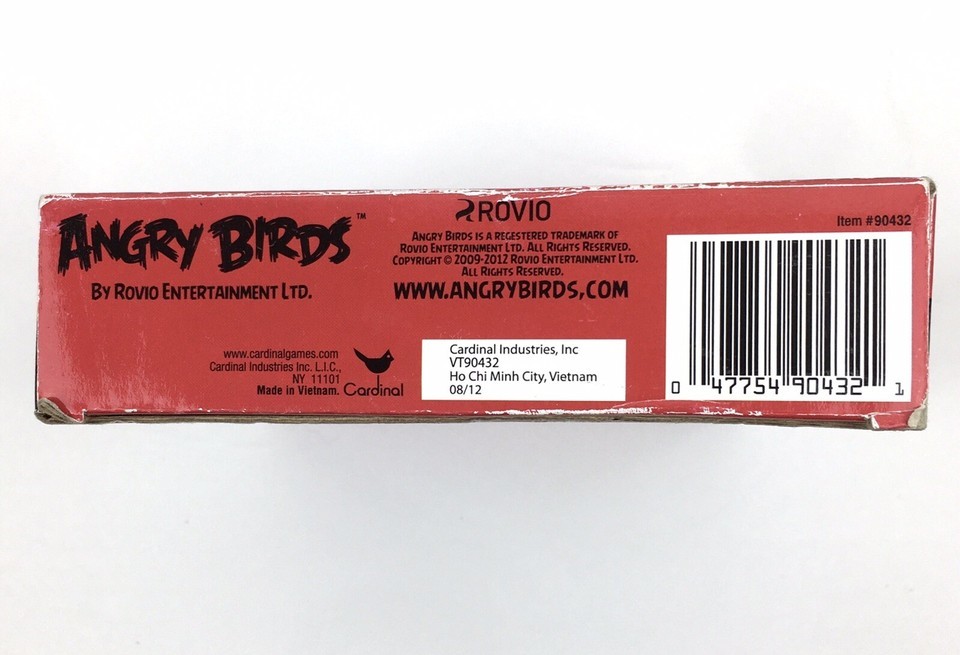 ANGRY BIRDS™
BY ROVIO ENTERTAINMENT LTD.
ROVIO
ANGRY BIRDS IS A REGESTERED TRADEMARK OF
ROVIO ENTERTAINMENT LTD. ALL RIGHTS RESERVED.
COPYRIGHT © 2009-2012 ROVIO ENTERTAINMENT LTD.
ALL RIGHTS RESERVED.
WWW.ANGRYBIRDS,COM
www.cardinalgames.com
Cardinal Industries Inc. L.I.C.,
NY 11101
Made in Vietnam.
Cardinal
Cardinal Industries, Inc
VT90432
Ho Chi Minh City, Vietnam
08/12
Item #90432
0 47754 90432 1